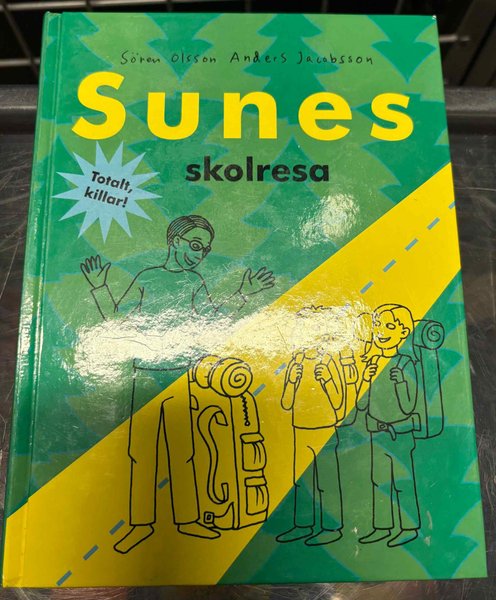 Sören Olsson Anders Jacobsson
Sunes
skolresa
Totalt,
killar!